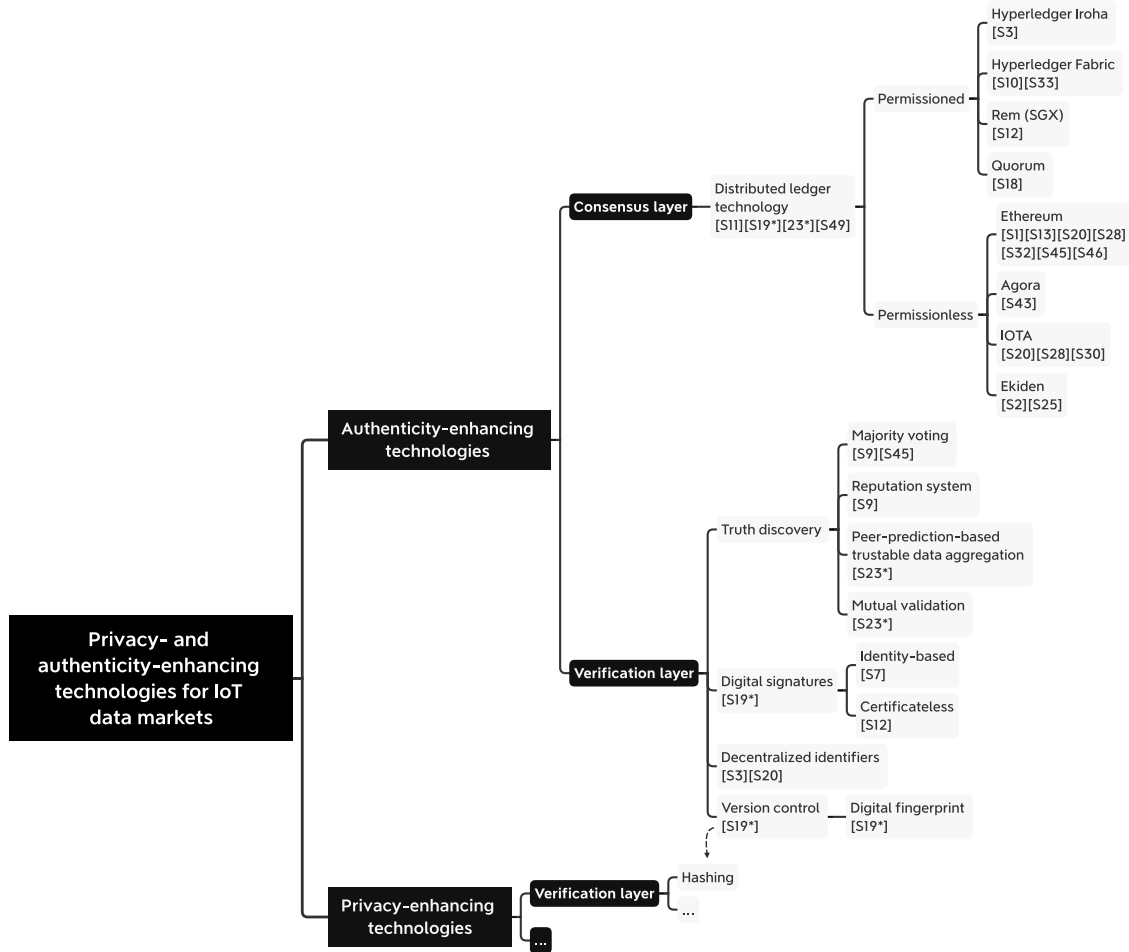 Privacy- and
authenticity-enhancing
technologies for IoT
data markets
Authenticity-enhancing
technologies
Consensus layer
Distributed ledger
technology
[S11][S19*][23*][S49]
Permissioned
Hyperledger Iroha
[S3]
Hyperledger Fabric
[S10][S33]
Rem (SGX)
[S12]
Quorum
[S18]
Permissionless
Ethereum
[S1][S13][S20][S28]
[S32][S45][S46]
Agora
[S43]
IOTA
[S20][S28][S30]
Ekiden
[S2][S25]
Verification layer
Truth discovery
Majority voting
[S9][S45]
Reputation system
[S9]
Peer-prediction-based
trustable data aggregation
[S23*]
Mutual validation
[S23*]
Digital signatures
[S19*]
Identity-based
[S7]
Certificateless
[S12]
Decentralized identifiers
[S3][S20]
Version control
[S19*]
Digital fingerprint
[S19*]
Privacy-enhancing
technologies
Verification layer
Hashing
...
...